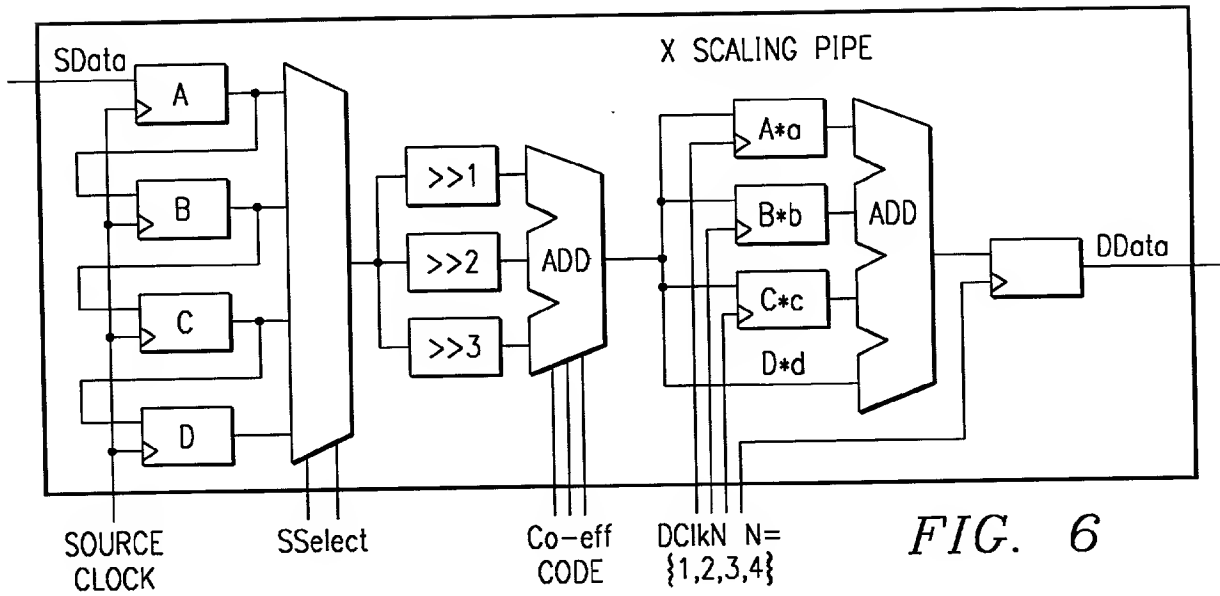 X SCALING PIPE
SData
A
B
C
D
>>1
>>2
>>3
ADD
A*a
B*b
C*c
D*d
ADD
DData
SOURCE
CLOCK
SSelect
Co-eff
CODE
DClkN N=
{1,2,3,4}
FIG. 6